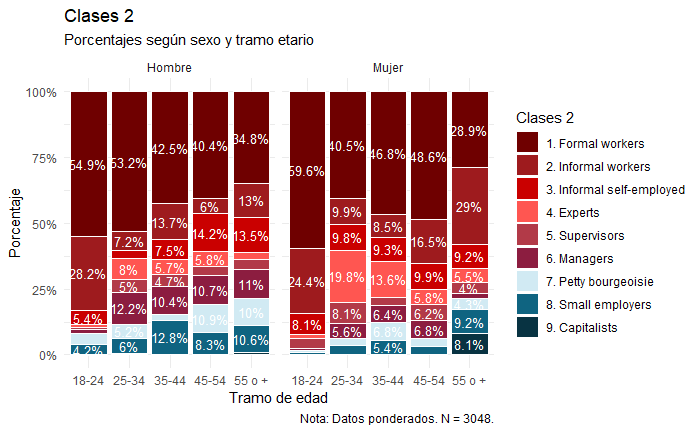 Clases 2
Porcentajes según sexo y tramo etario
Hombre Mujer
100%
75%
50%
25%
0%
Porcentaje
54.9% 53.2% 42.5% 40.4% 34.8% 59.6% 40.5% 46.8% 48.6% 28.9%
28.2% 7.2% 13.7% 6% 13% 24.4% 9.9% 8.5% 16.5% 29%
5.4% 8% 7.5% 14.2% 13.5% 8.1% 9.8% 9.3% 9.9% 9.2%
5% 5.7% 5.8% 19.8% 13.6% 5.8% 5.5%
12.2% 4.7% 10.7% 11% 8.1% 6.4% 6.2% 4%
5.2% 10.4% 10.9% 10% 5.6% 6.8% 6.8% 4.3%
4.2% 6% 12.8% 8.3% 10.6% 5.4% 9.2%
8.1%
18-24 25-34 35-44 45-54 55 o + 18-24 25-34 35-44 45-54 55 o +
Tramo de edad
Clases 2
1. Formal workers
2. Informal workers
3. Informal self-employed
4. Experts
5. Supervisors
6. Managers
7. Petty bourgeoisie
8. Small employers
9. Capitalists
Nota: Datos ponderados. N = 3048.